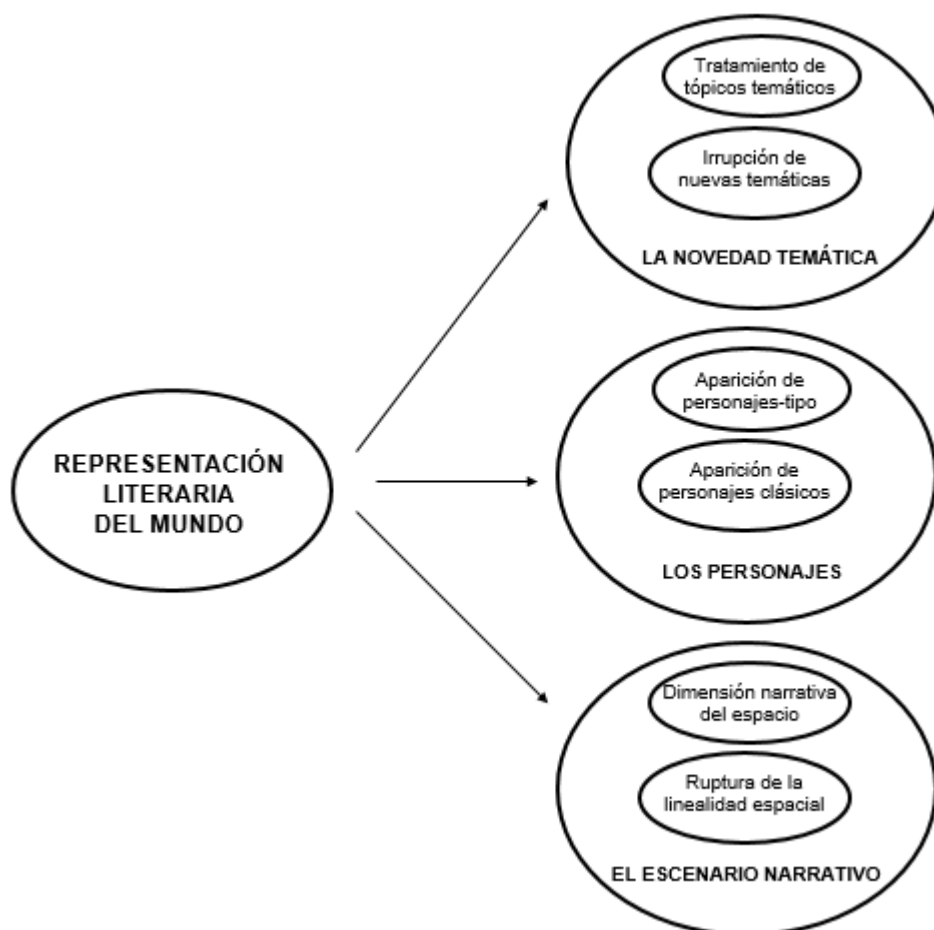 Tratamiento de
tópicos temáticos
Irrupción de
nuevas temáticas
LA NOVEDAD TEMÁTICA
REPRESENTACIÓN
LITERARIA
DEL MUNDO
Aparición de
personajes-tipo
Aparición de
personajes clásicos
LOS PERSONAJES
Dimensión narrativa
del espacio
Ruptura de la
linealidad espacial
EL ESCENARIO NARRATIVO